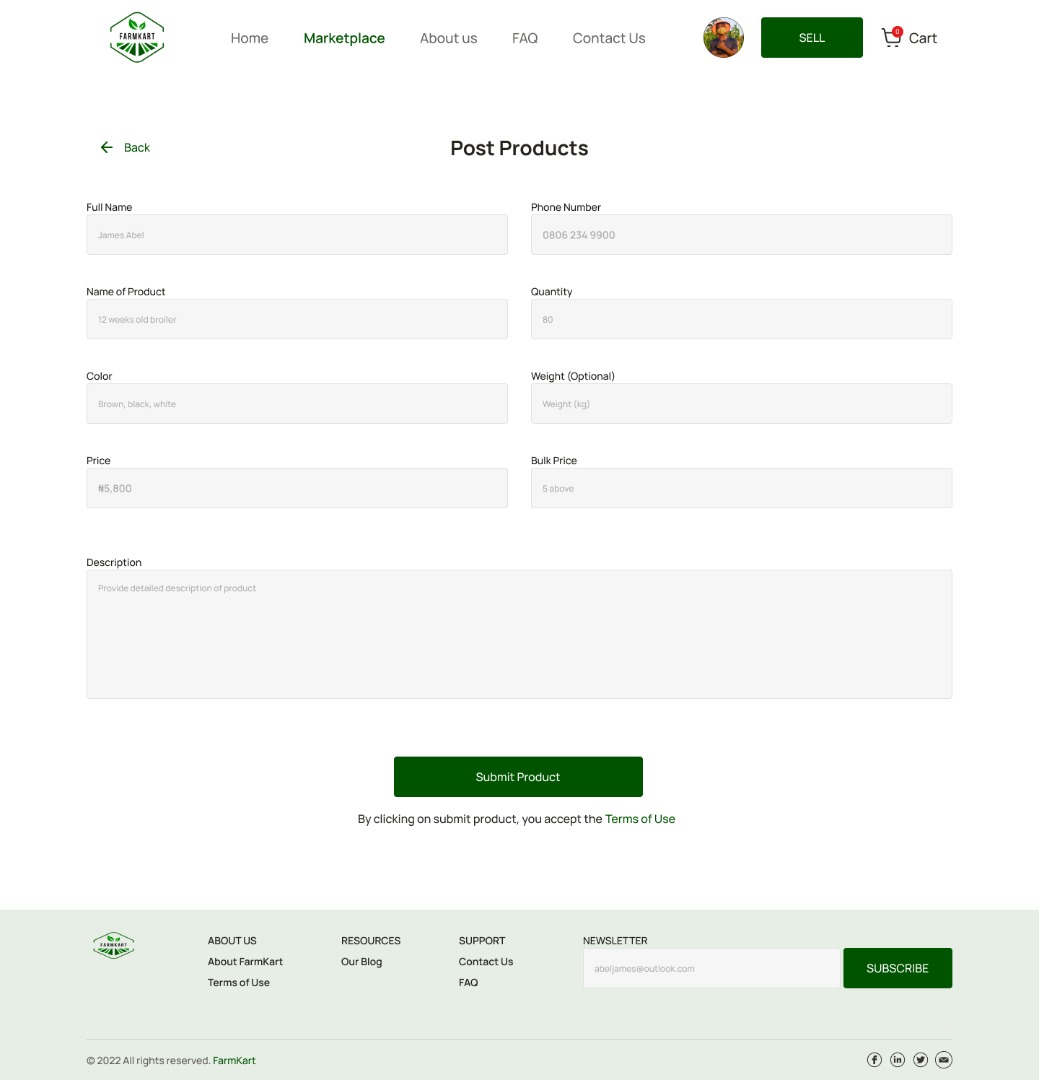 FARMKART
Home Marketplace About us FAQ Contact Us SELL 0 Cart
Back Post Products
Full Name Phone Number
James Abel 0806 234 9900
Name of Product Quantity
12 weeks old broiler 80
Color Weight (Optional)
Brown, black, white Weight (kg)
Price Bulk Price
₦5,800 5 above
Description
Provide detailed description of product
Submit Product
By clicking on submit product, you accept the Terms of Use
FARMKART
ABOUT US RESOURCES SUPPORT NEWSLETTER
About FarmKart Our Blog Contact Us abeljames@outlook.com SUBSCRIBE
Terms of Use FAQ
© 2022 All rights reserved. FarmKart